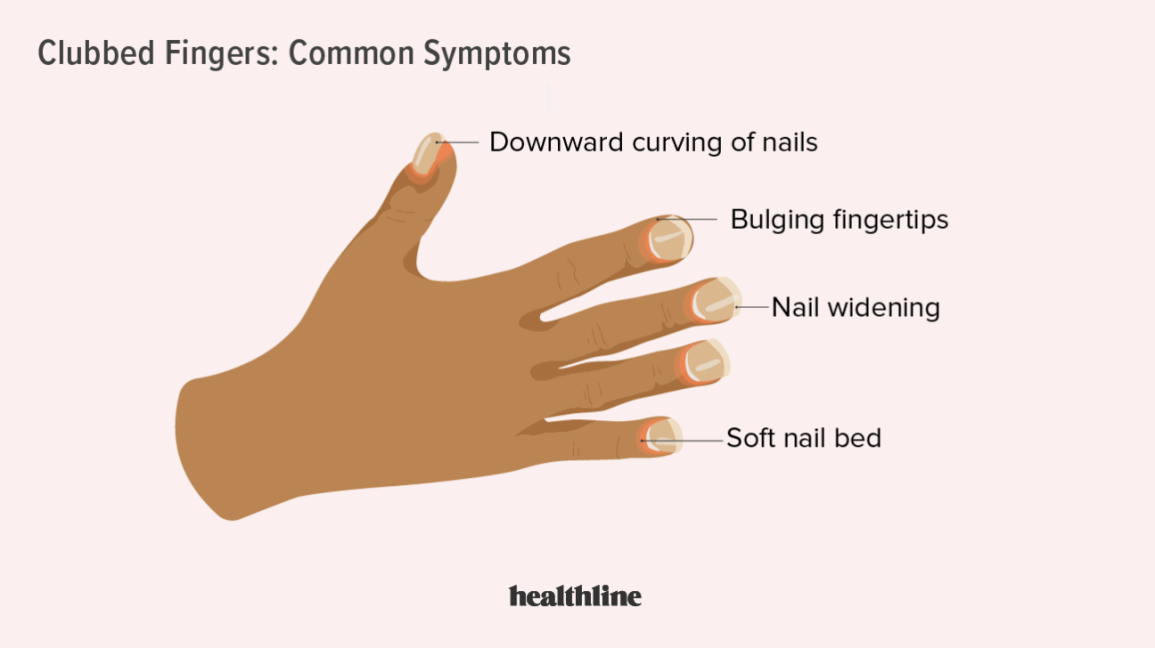 Clubbed Fingers: Common Symptoms
Downward curving of nails
Bulging fingertips
Nail widening
Soft nail bed
healthline